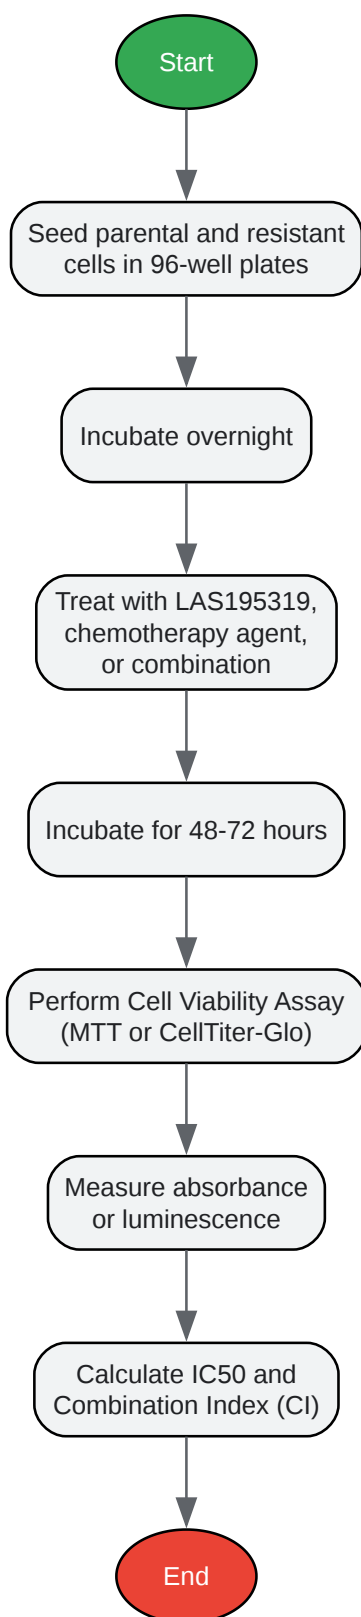 Start
Seed parental and resistant
cells in 96-well plates
Incubate overnight
Treat with LAS195319,
chemotherapy agent,
or combination
Incubate for 48-72 hours
Perform Cell Viability Assay
(MTT or CellTiter-Glo)
Measure absorbance
or luminescence
Calculate IC50 and
Combination Index (CI)
End